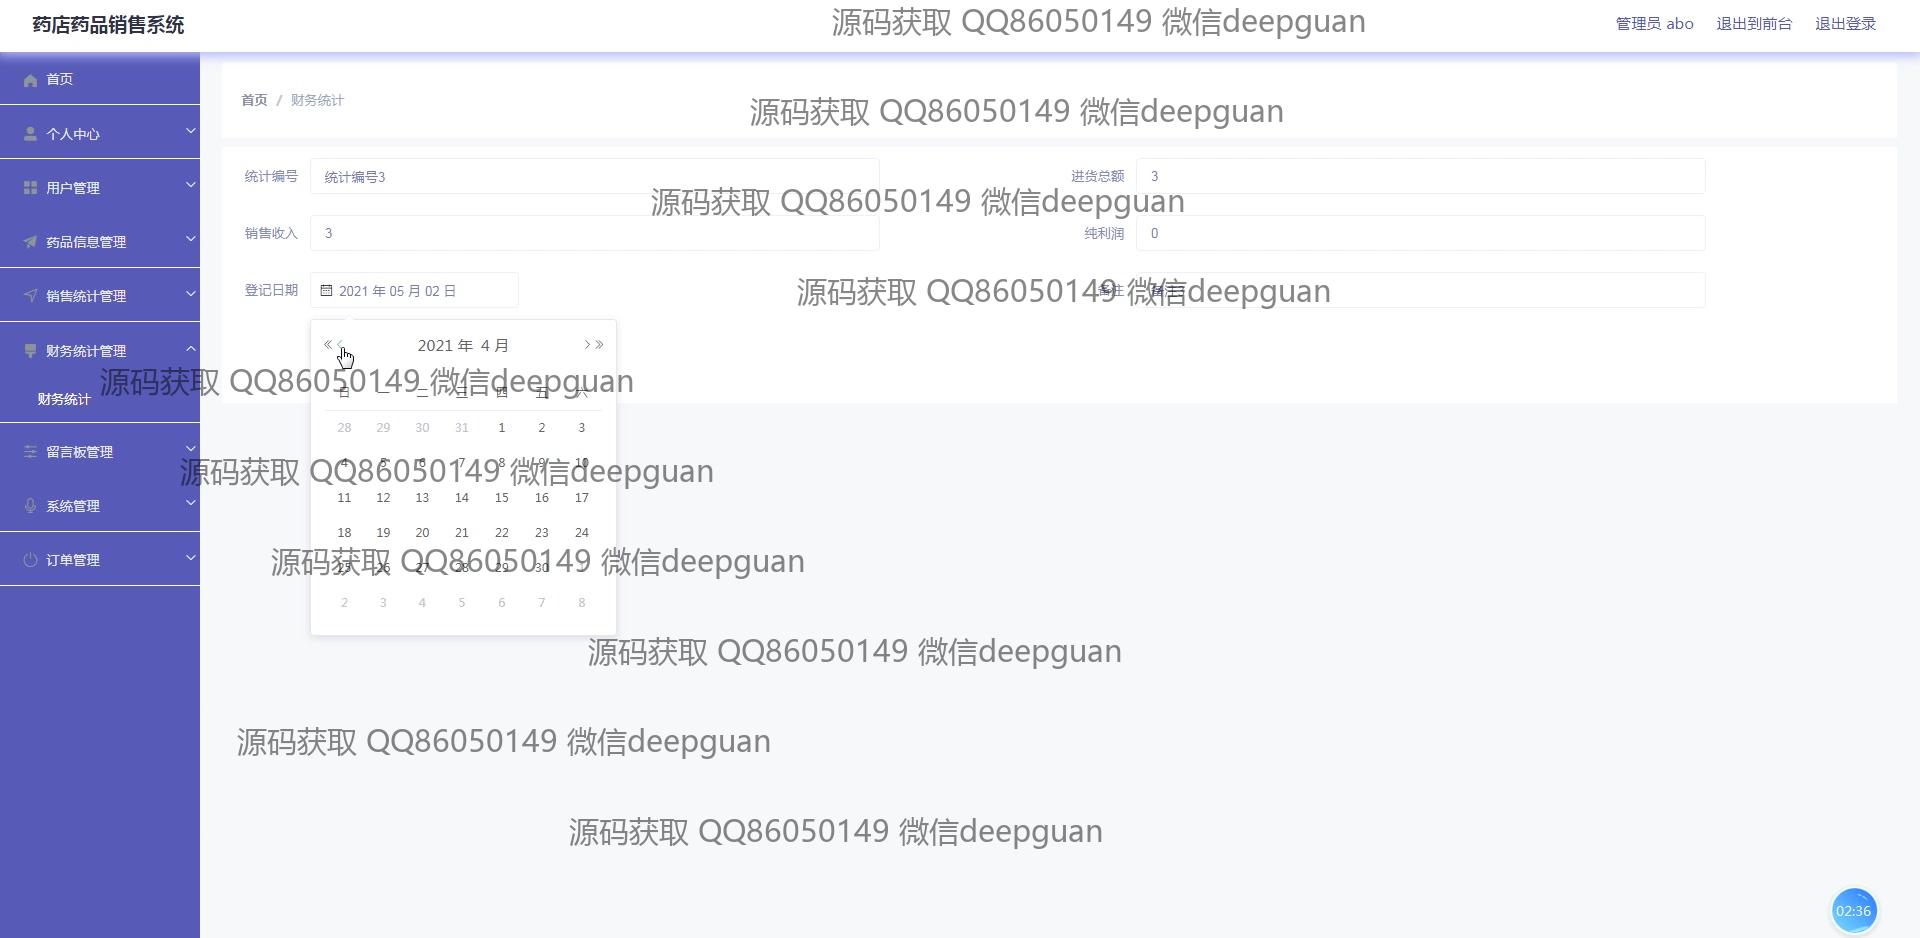 药店药品销售系统
源码获取 QQ86050149 微信deepguan
管理员 abo 退出到前台 退出登录
首页
个人中心
用户管理
药品信息管理
销售统计管理
财务统计管理
财务统计
留言板管理
系统管理
订单管理
首页 / 财务统计
源码获取 QQ86050149 微信deepguan
统计编号 统计编号3
进货总额 3
源码获取 QQ86050149 微信deepguan
销售收入 3
纯利润 0
登记日期 2021 年 05 月 02 日
源码获取 QQ86050149 微信deepguan
备注
2021 年 4 月
源码获取 QQ86050149 微信deepguan
日 一 二 三 四 五 六
28 29 30 31 1 2 3
4 5 6 7 8 9 10
源码获取 QQ86050149 微信deepguan
11 12 13 14 15 16 17
18 19 20 21 22 23 24
25 26 27 28 29 30 1
源码获取 QQ86050149 微信deepguan
2 3 4 5 6 7 8
源码获取 QQ86050149 微信deepguan
源码获取 QQ86050149 微信deepguan
源码获取 QQ86050149 微信deepguan
02:36